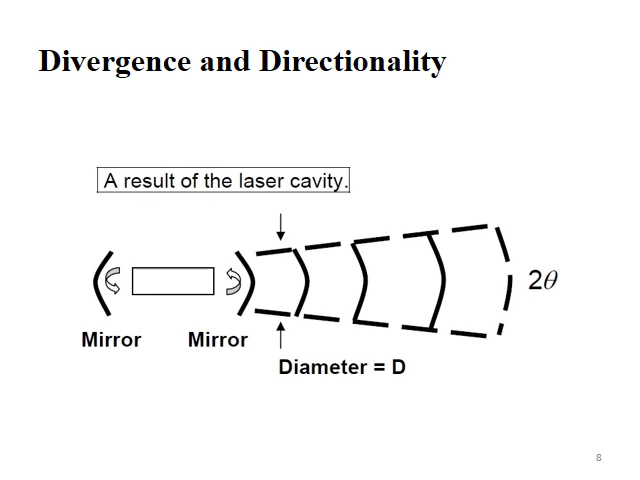 Divergence and Directionality
A result of the laser cavity.
2θ
Mirror Mirror
Diameter = D
8